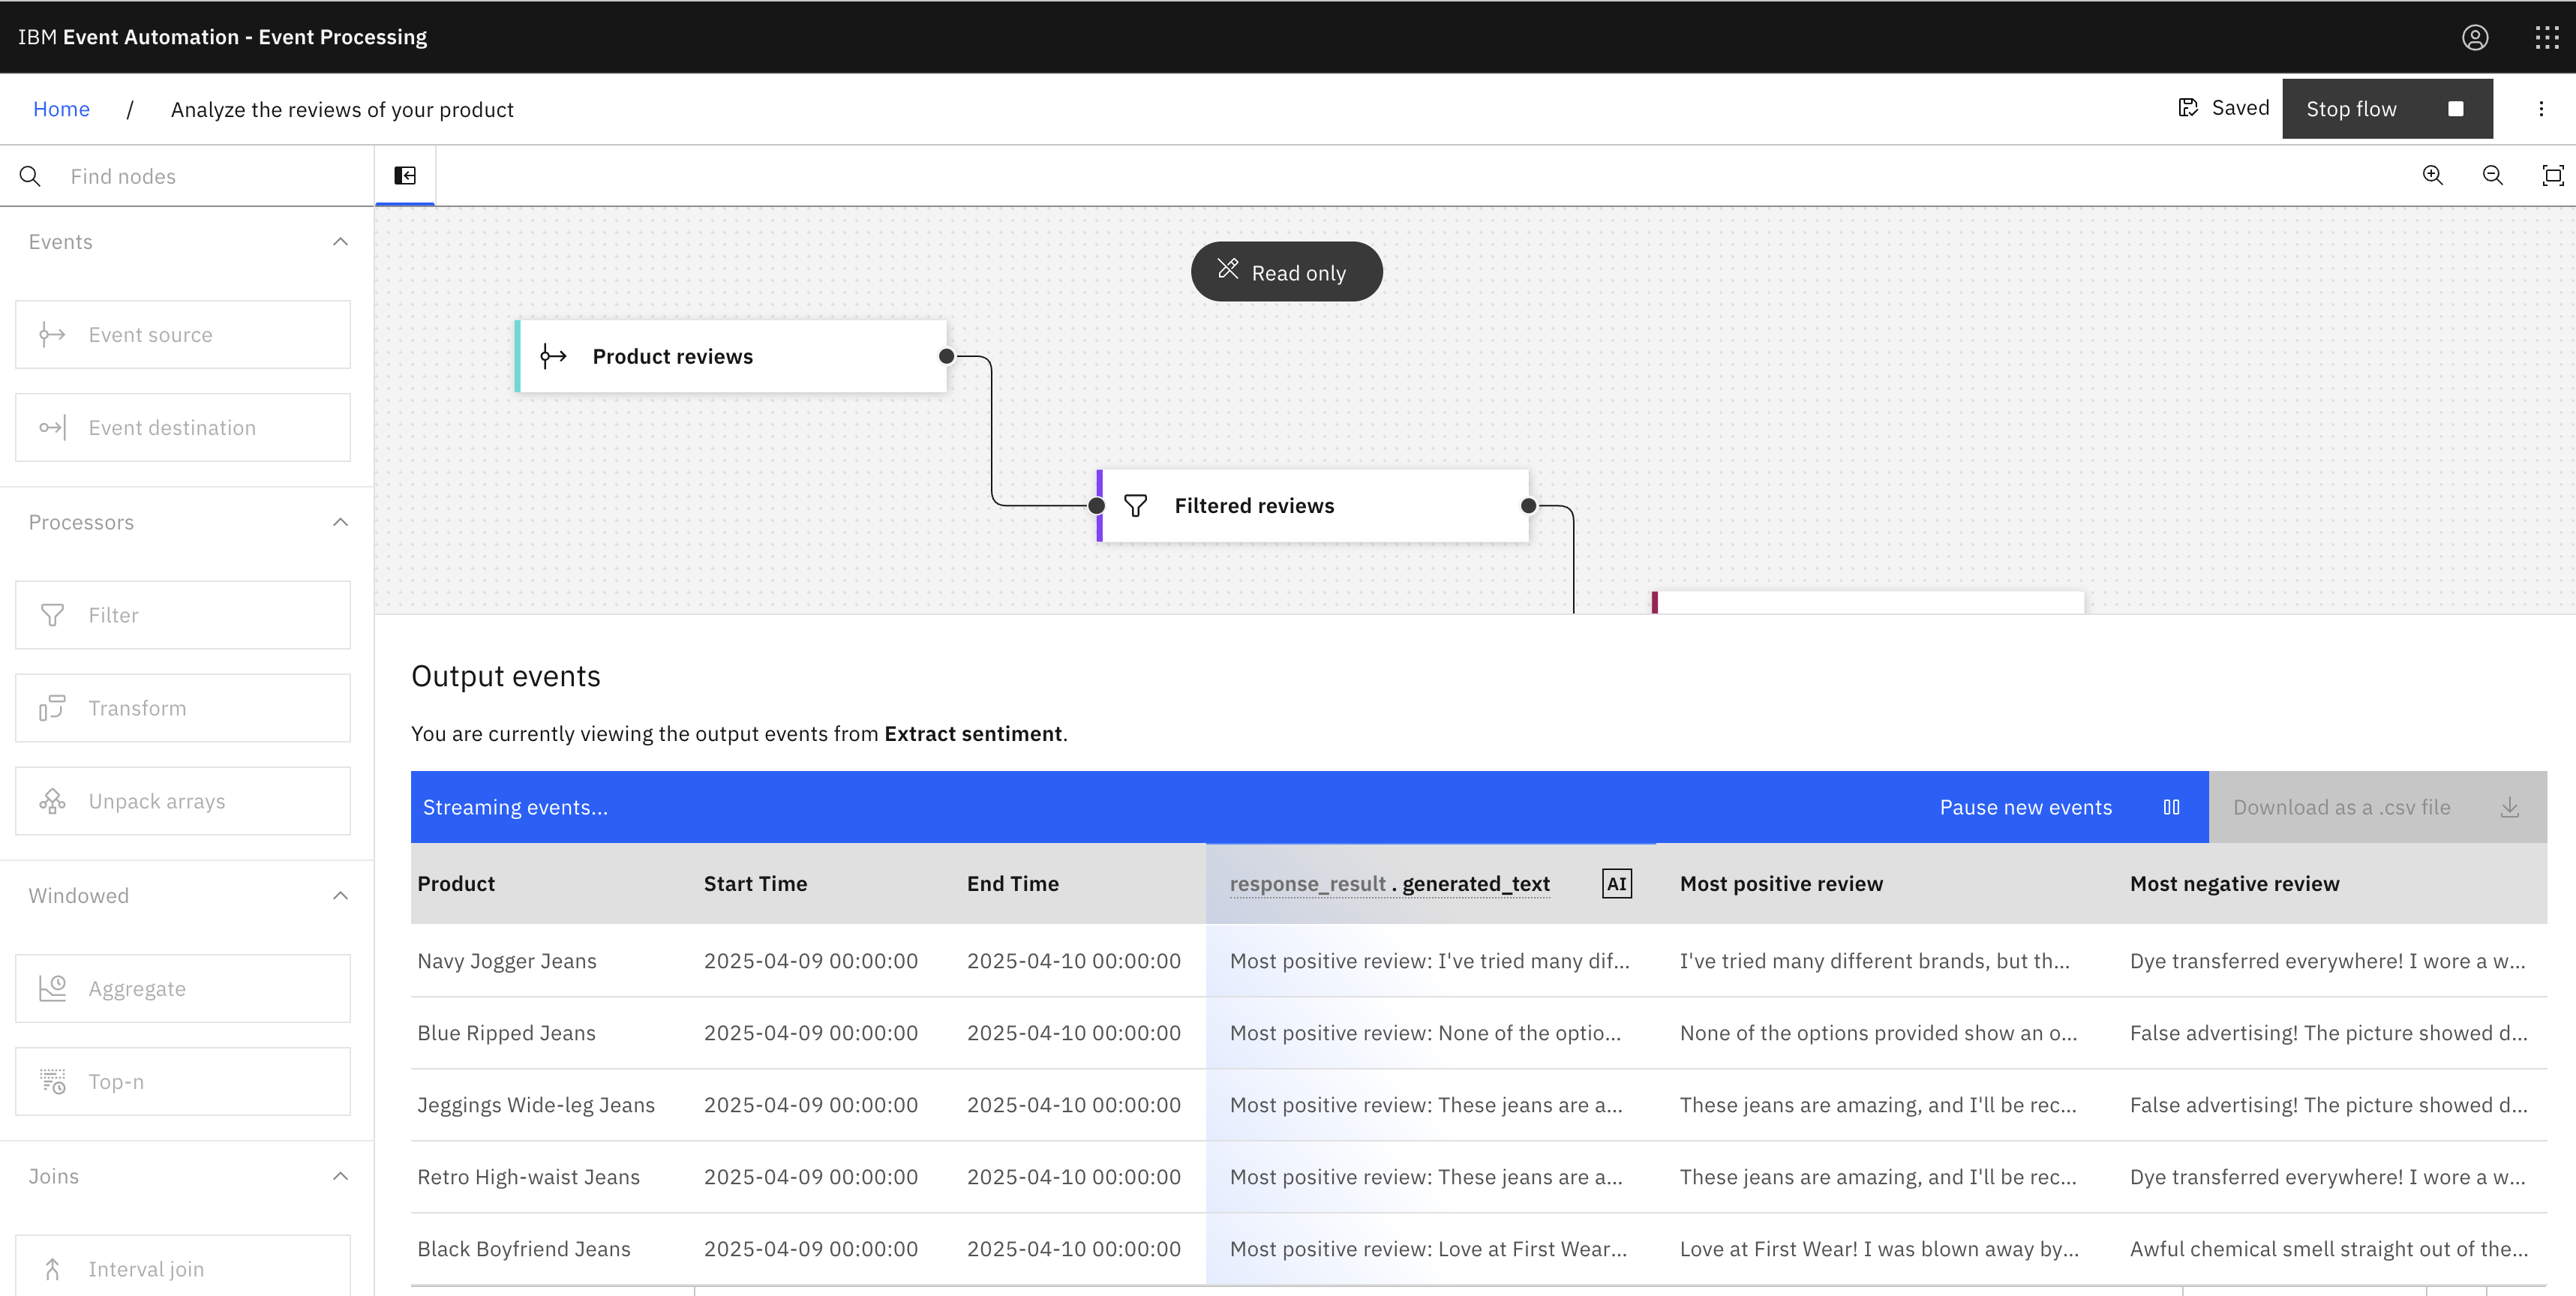 IBM Event Automation - Event Processing
Home / Analyze the reviews of your product
Saved
Stop flow
Find nodes
Events
Event source
Event destination
Processors
Filter
Transform
Unpack arrays
Windowed
Aggregate
Top-n
Joins
Interval join
Read only
Product reviews
Filtered reviews
Output events
You are currently viewing the output events from Extract sentiment.
Streaming events... Pause new events Download as a .csv file
Product Start Time End Time response_result . generated_text AI Most positive review Most negative review
Navy Jogger Jeans 2025-04-09 00:00:00 2025-04-10 00:00:00 Most positive review: I've tried many dif... I've tried many different brands, but th... Dye transferred everywhere! I wore a w...
Blue Ripped Jeans 2025-04-09 00:00:00 2025-04-10 00:00:00 Most positive review: None of the optio... None of the options provided show an o... False advertising! The picture showed d...
Jeggings Wide-leg Jeans 2025-04-09 00:00:00 2025-04-10 00:00:00 Most positive review: These jeans are a... These jeans are amazing, and I'll be rec... False advertising! The picture showed d...
Retro High-waist Jeans 2025-04-09 00:00:00 2025-04-10 00:00:00 Most positive review: These jeans are a... These jeans are amazing, and I'll be rec... Dye transferred everywhere! I wore a w...
Black Boyfriend Jeans 2025-04-09 00:00:00 2025-04-10 00:00:00 Most positive review: Love at First Wear... Love at First Wear! I was blown away by... Awful chemical smell straight out of the...